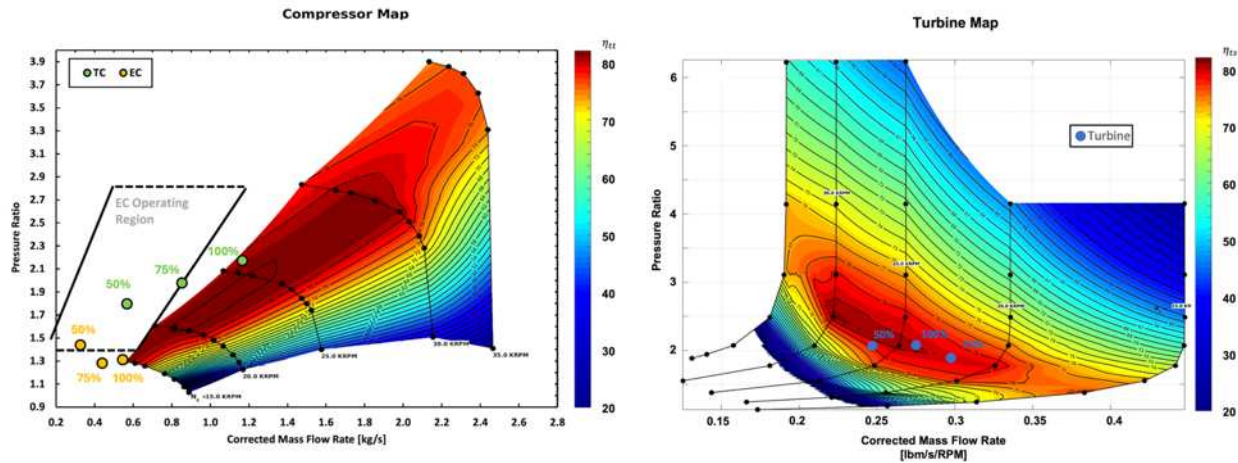 Compressor Map
TC EC
EC Operating
Region
100%
75%
50%
50%
75% 100%
20.0 KRPM
25.0 KRPM
30.0 KRPM
35.0 KRPM
3.9
3.7
3.5
3.3
3.1
2.9
2.7
2.5
2.3
2.1
1.9
1.7
1.5
1.3
1.1
0.9
0.2 0.4 0.6 0.8 1.0 1.2 1.4 1.6 1.8 2.0 2.2 2.4 2.6 2.8
Pressure Ratio
Corrected Mass Flow Rate [kg/s]
80
70
60
50
40
30
20
Turbine Map
Turbine
50% 100%
6
5
4
3
2
0.15 0.2 0.25 0.3 0.35 0.4
Pressure Ratio
Corrected Mass Flow Rate
[lbm/s/RPM]
80
70
60
50
40
30
20